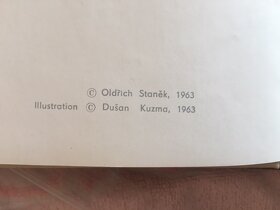 © Oldřich Staněk, 1963
Illustration © Dušan Kuzma, 1963